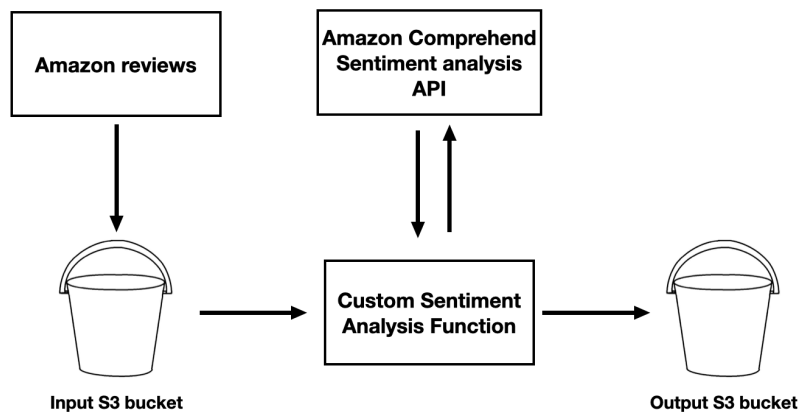 Amazon reviews
Amazon Comprehend
Sentiment analysis
API
Custom Sentiment
Analysis Function
Input S3 bucket
Output S3 bucket